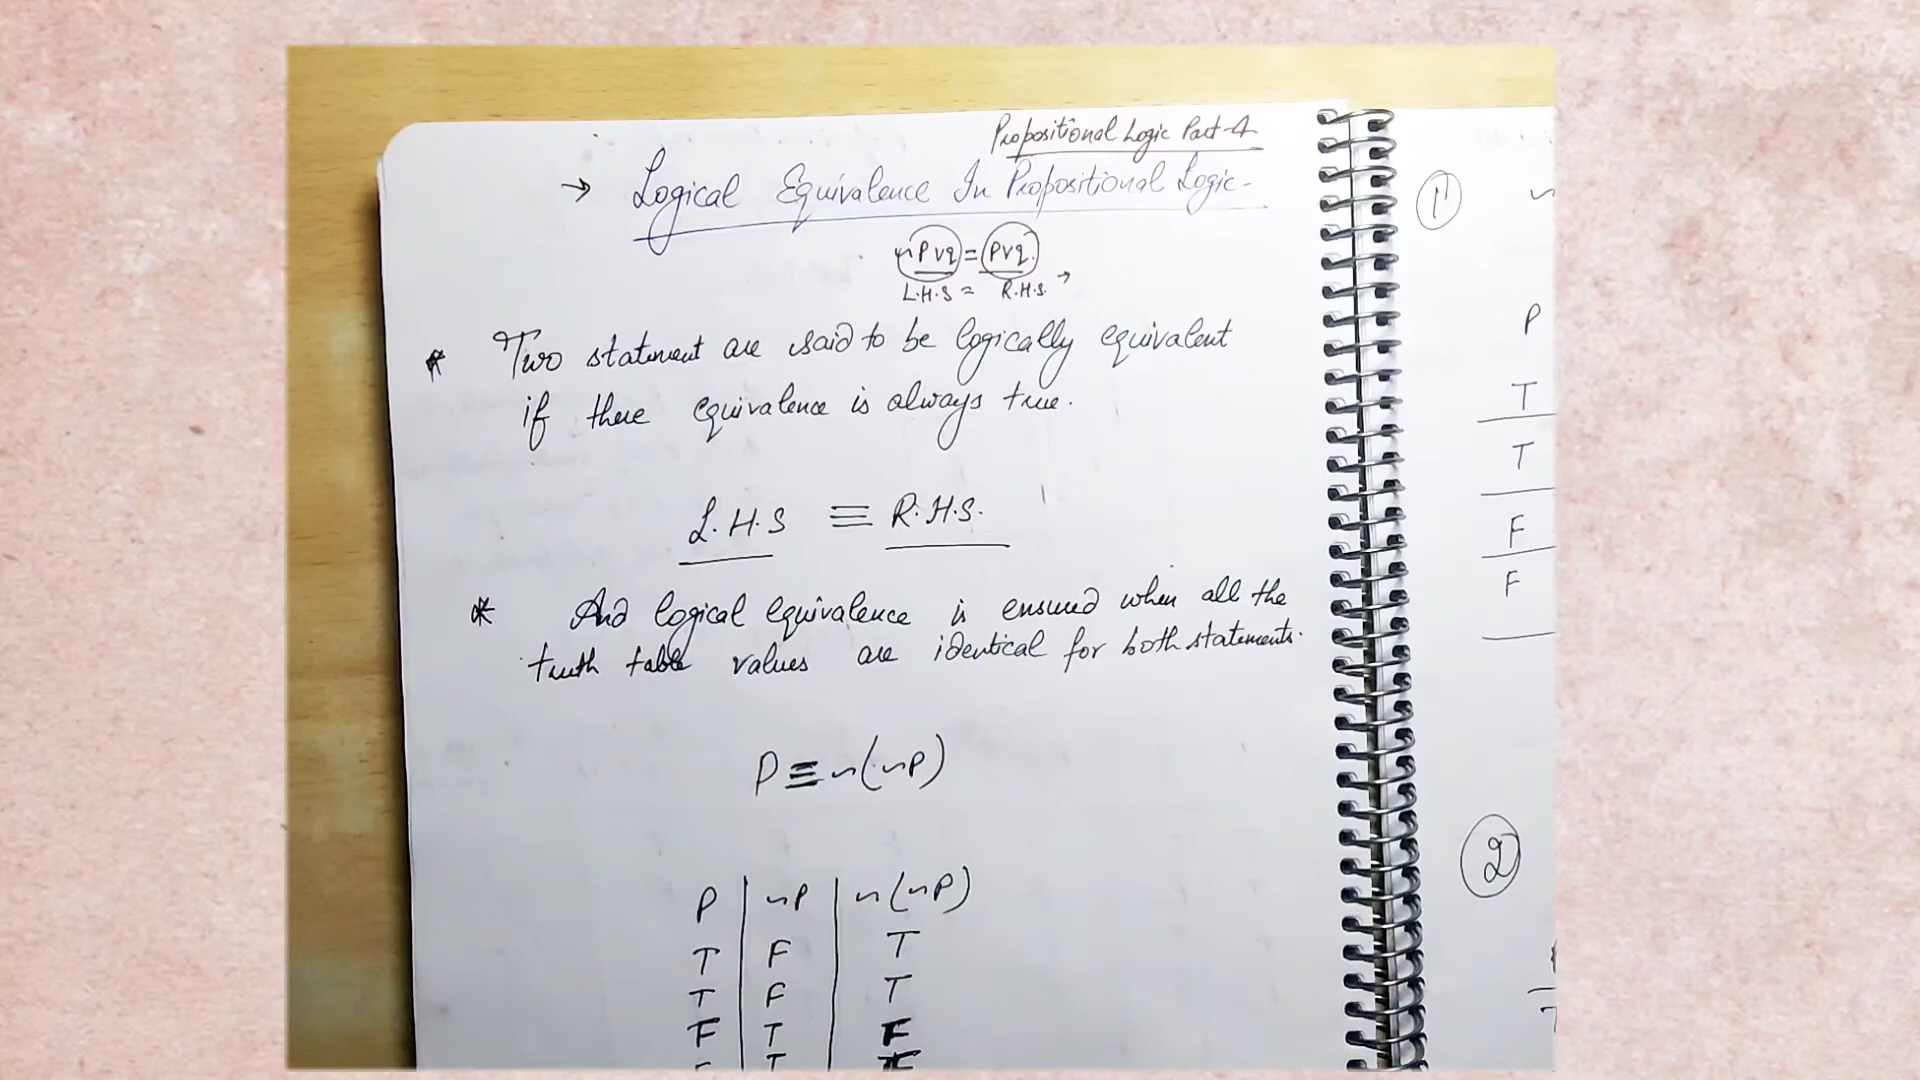 Propositional Logic Part-4
→ Logical Equivalence In Propositional Logic-
~Pvq = Pvq.
L.H.S = R.H.S. →
* Two statement are said to be logically equivalent
if there equivalence is always true.
L.H.S ≡ R.H.S.
* And logical equivalence is ensured when all the
truth table values are identical for both statements.
P ≡ ~(~P)
P | ~P | ~(~P)
T | F | T
T | F | T
F | T | F
T
1 ~
P
T
T
F
F
2